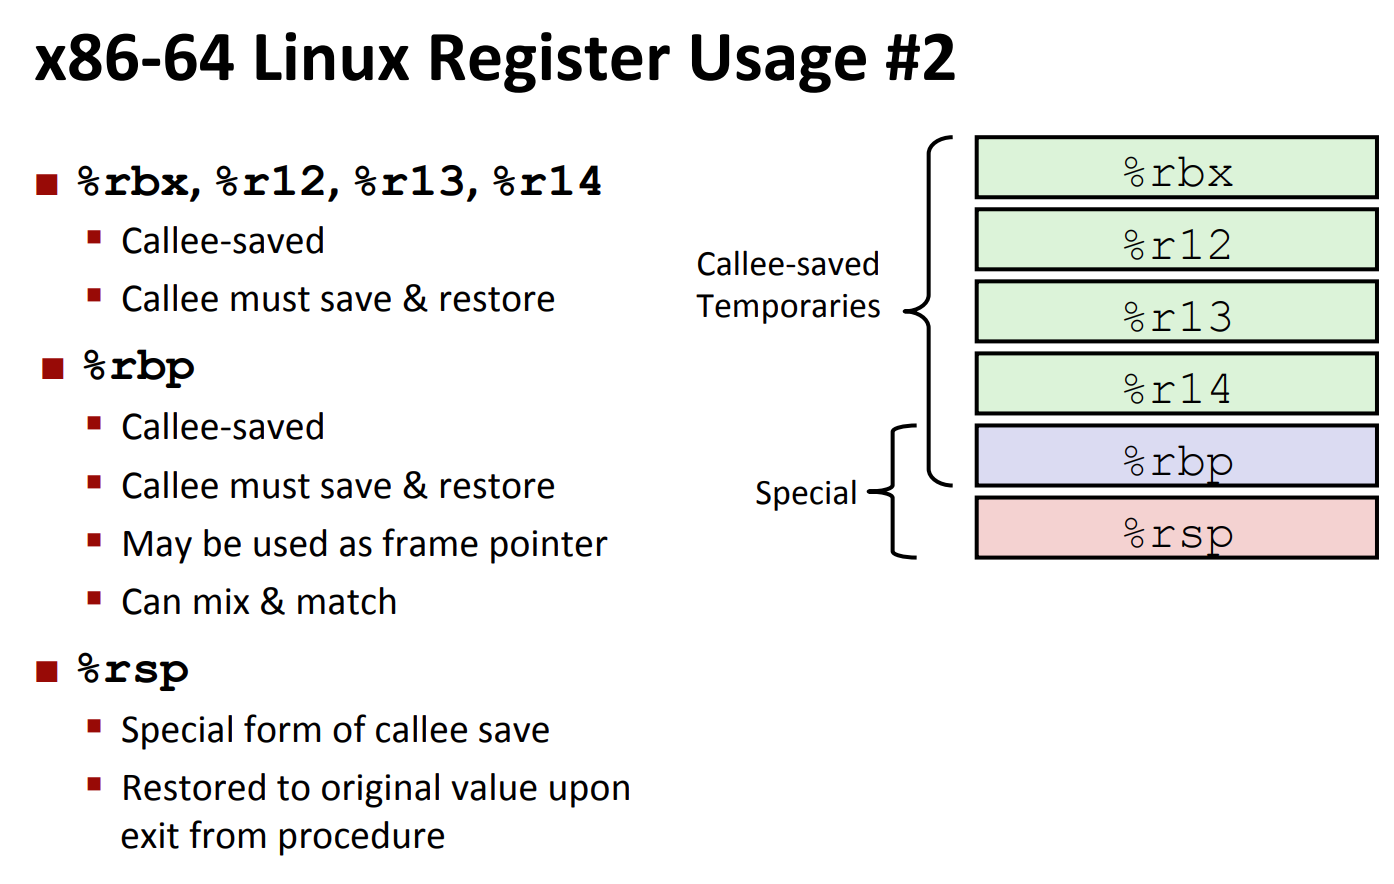 x86-64 Linux Register Usage #2
%rbx, %r12, %r13, %r14
Callee-saved
Callee must save & restore
%rbp
Callee-saved
Callee must save & restore
May be used as frame pointer
Can mix & match
%rsp
Special form of callee save
Restored to original value upon
exit from procedure
Callee-saved
Temporaries
Special
%rbx
%r12
%r13
%r14
%rbp
%rsp